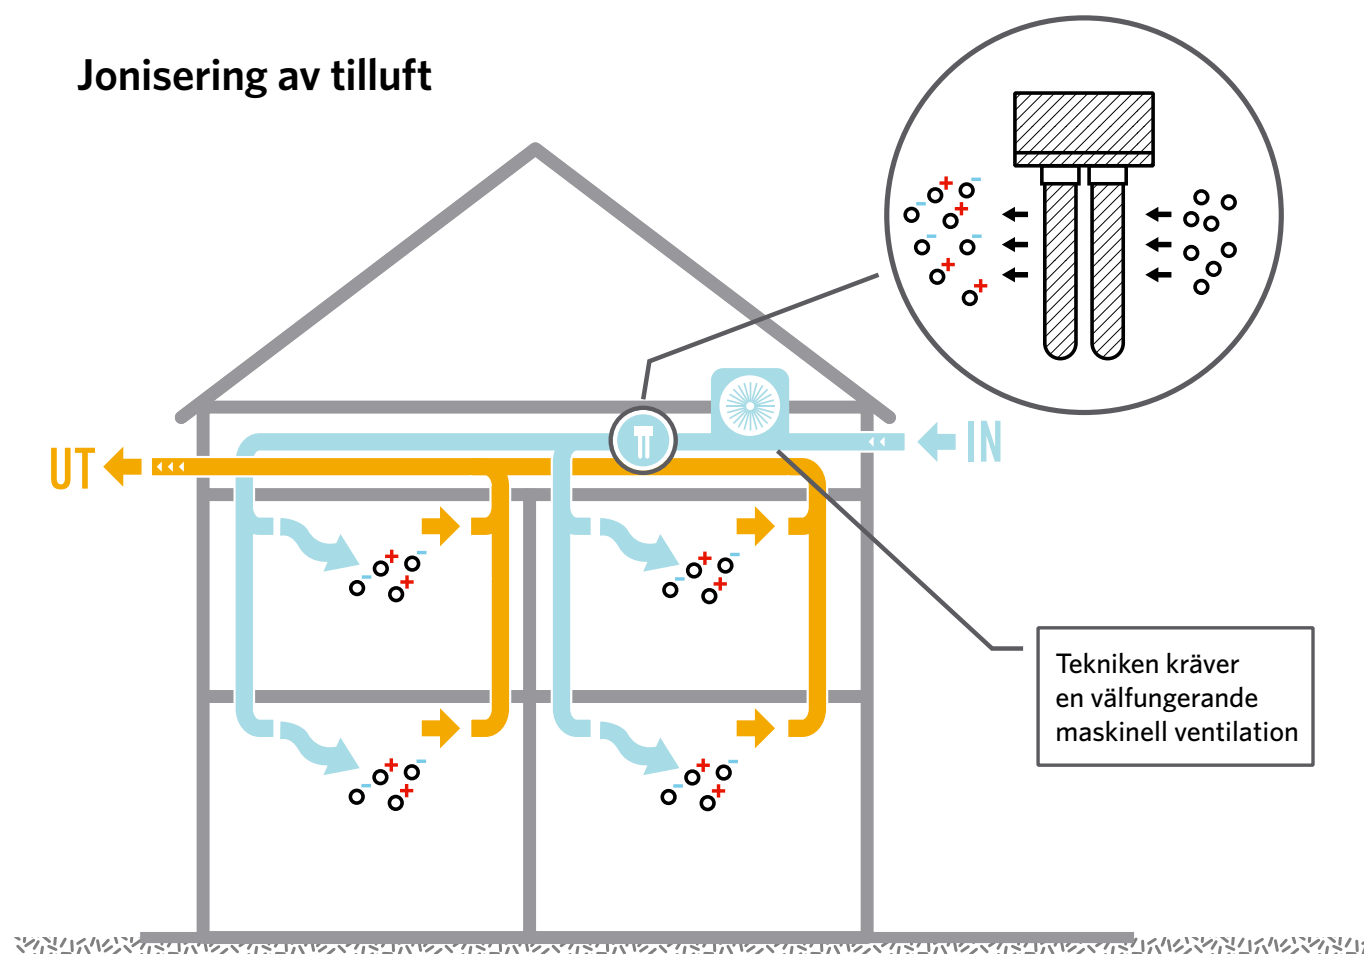 Jonisering av tilluft
UT
IN
Tekniken kräver
en välfungerande
maskinell ventilation